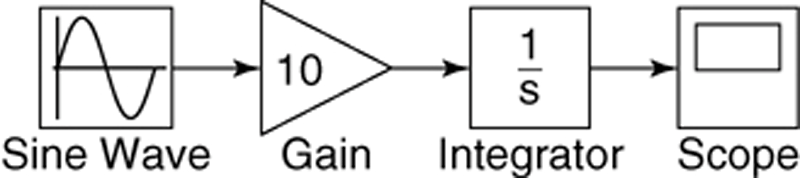 10
1
s
Sine Wave
Gain
Integrator
Scope